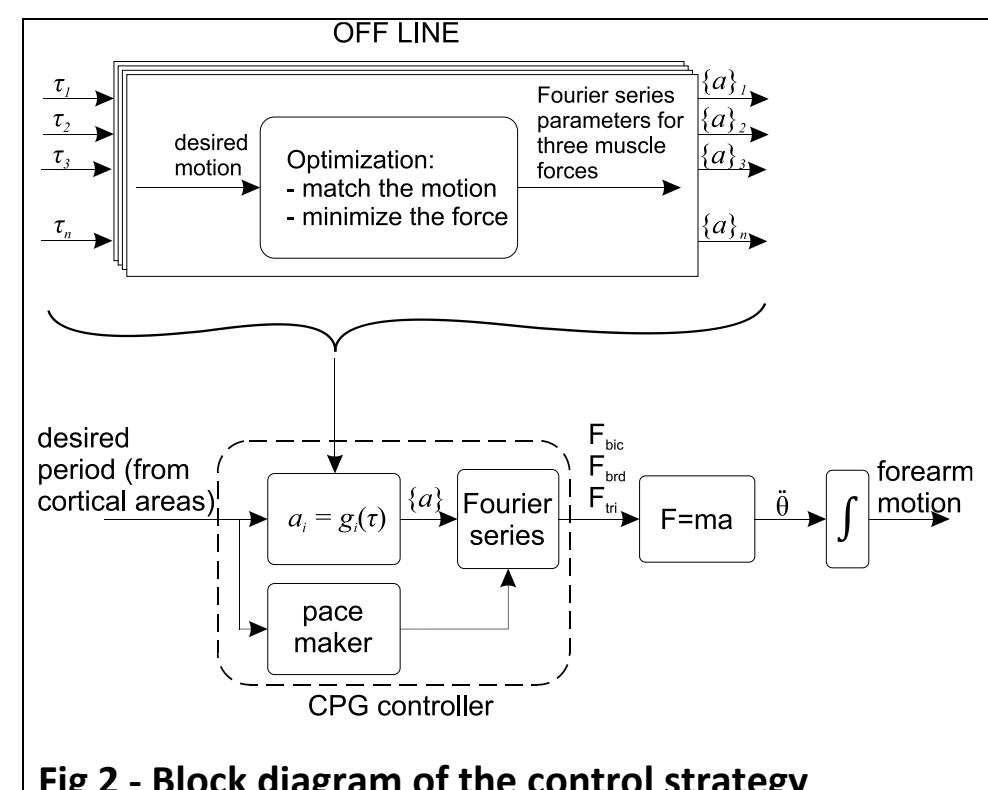 OFF LINE
τ1
τ2
τ3
τn
desired
motion
Optimization:
- match the motion
- minimize the force
Fourier series
parameters for
three muscle
forces
{a}1
{a}2
{a}3
{a}n
desired
period (from
cortical areas)
ai = gi(τ)
{a}
Fourier
series
pace
maker
CPG controller
Fbic
Fbrd
Ftri
F=ma
θ̈
∫
forearm
motion
Fig 2 - Block diagram of the control strategy